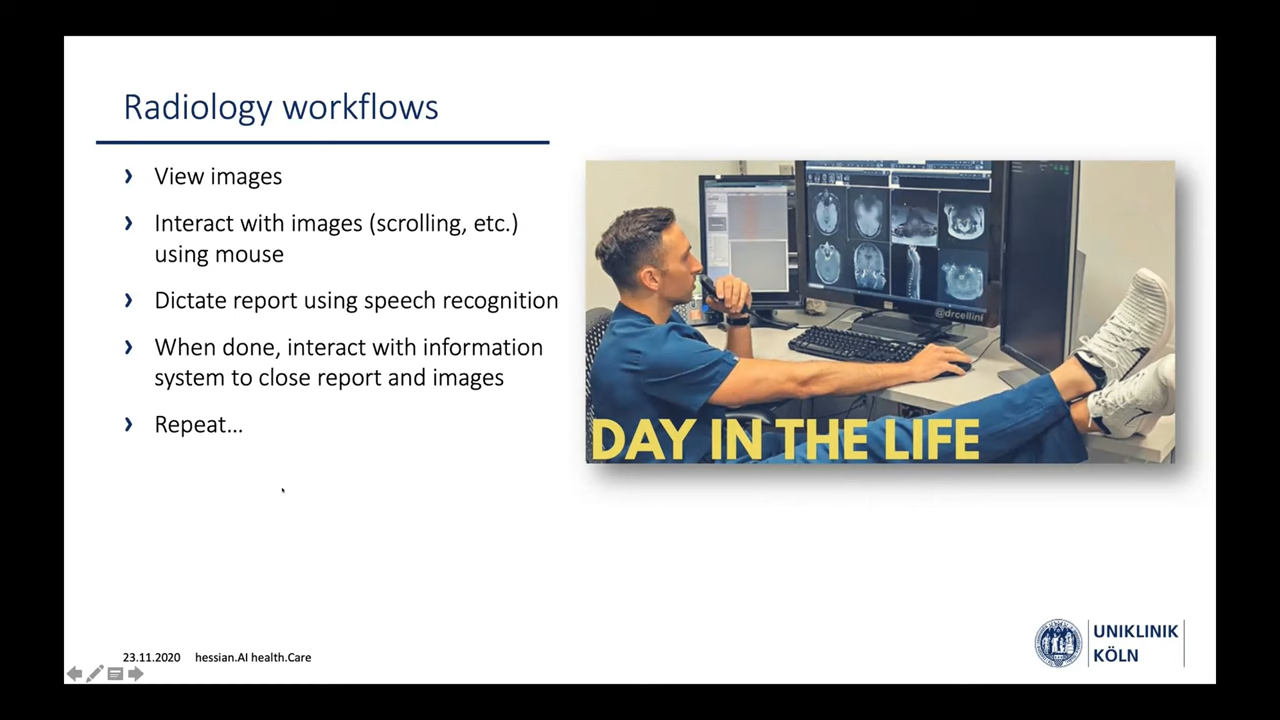 Radiology workflows
› View images
› Interact with images (scrolling, etc.)
using mouse
› Dictate report using speech recognition
› When done, interact with information
system to close report and images
› Repeat...
@drcellini
DAY IN THE LIFE
23.11.2020 hessian.AI health.Care
UNIKLINIK
KÖLN